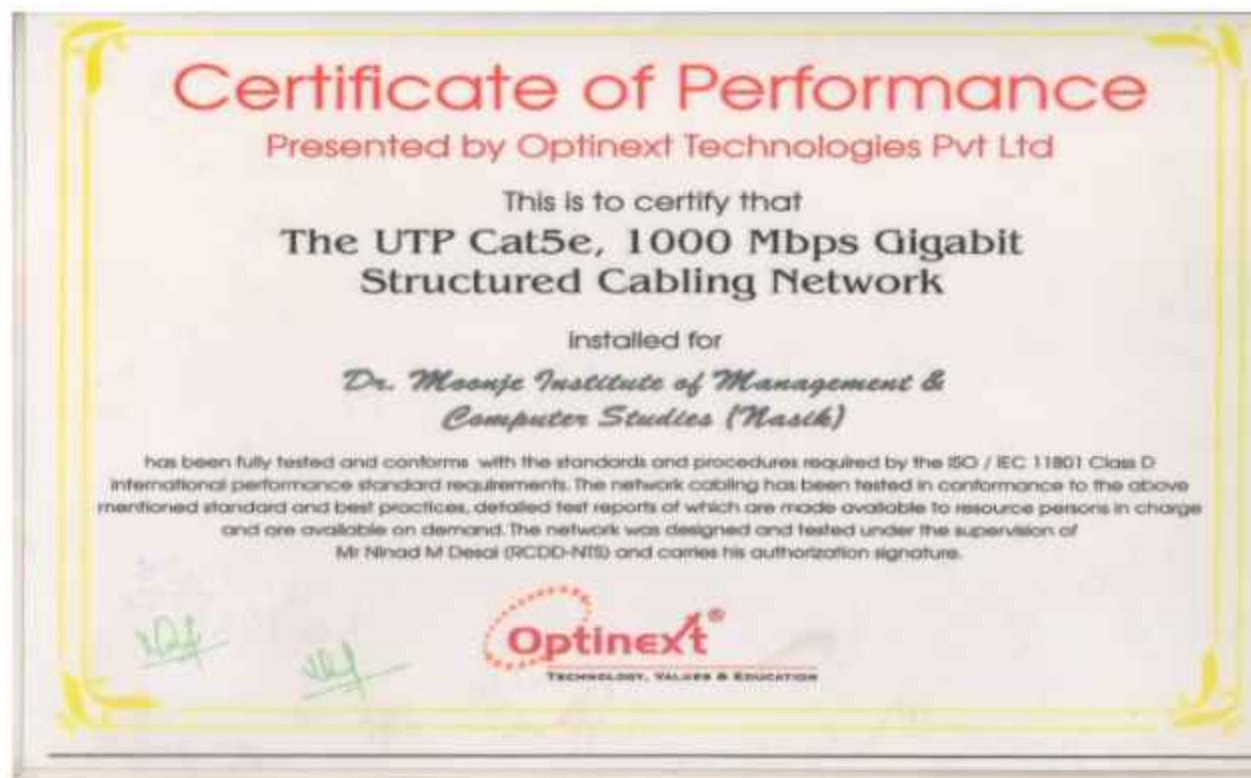 Certificate of Performance
Presented by Optinext Technologies Pvt Ltd
This is to certify that
The UTP Cat5e, 1000 Mbps Gigabit
Structured Cabling Network
installed for
Dr. Moonje Institute of Management &
Computer Studies (Nasik)
has been fully tested and conforms with the standards and procedures required by the ISO / IEC 11801 Class D
international performance standard requirements. The network cabling has been tested in conformance to the above
mentioned standard and best practices, detailed test reports of which are made available to resource persons in charge
and are available on demand. The network was designed and tested under the supervision of
Mr Ninad M Desai (RCDD-NTS) and carries his authorization signature.
Optinext®
TECHNOLOGY, VALUES & EDUCATION